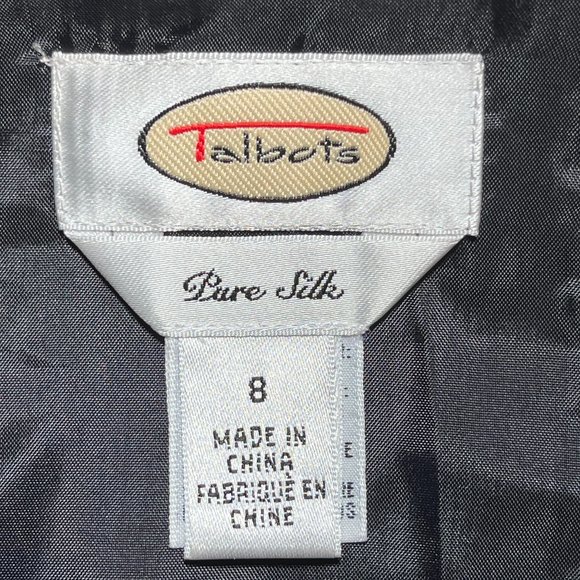 Talbots
Pure Silk
8
MADE IN
CHINA
FABRIQUÉ EN
CHINE